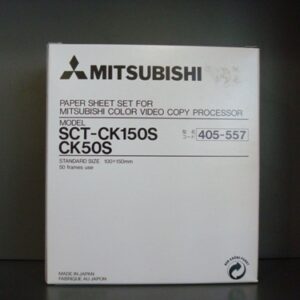 MITSUBISHI
PAPER SHEET SET FOR
MITSUBISHI COLOR VIDEO COPY PROCESSOR
MODEL
SCT-CK150S
CK50S
405-557
STANDARD SIZE 100×150mm
50 frames use
MADE IN JAPAN
FABRIQUE AU JAPON